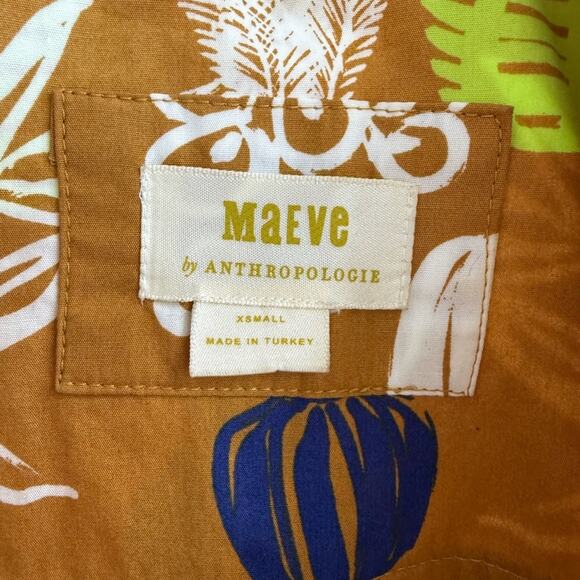 MaEVe
by ANTHROPOLOGIE
XSMALL
MADE IN TURKEY